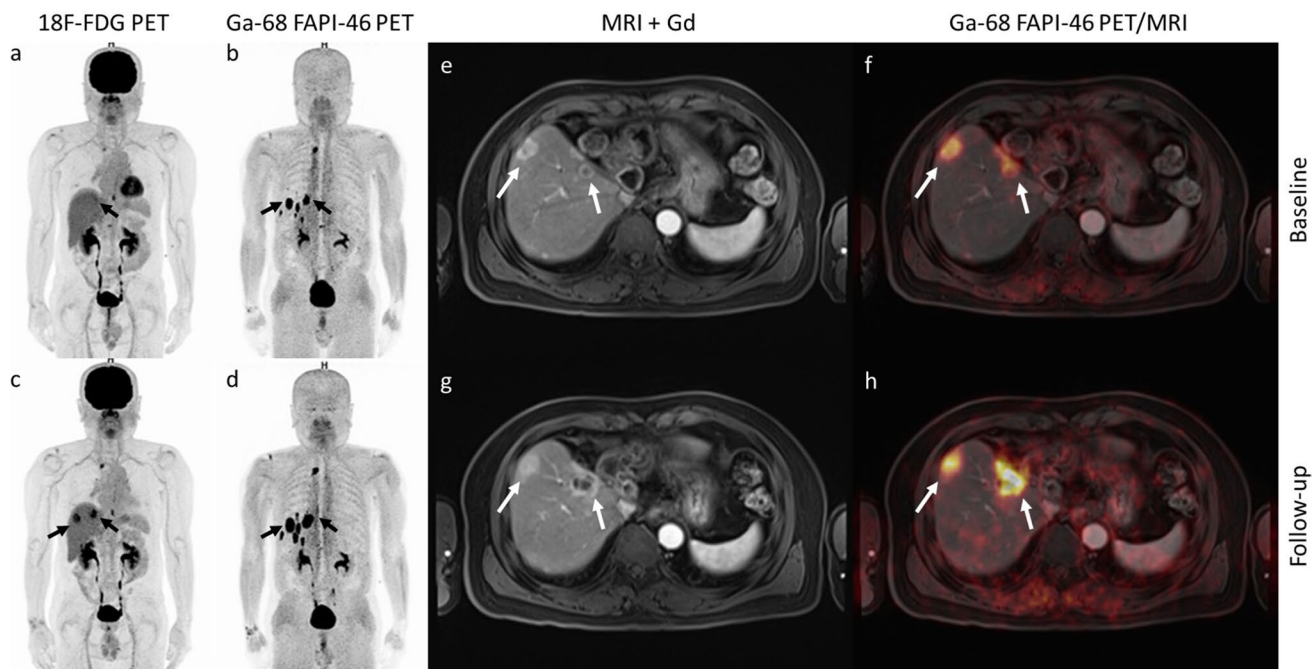 18F-FDG PET
Ga-68 FAPI-46 PET
MRI + Gd
Ga-68 FAPI-46 PET/MRI
a
b
e
f
Baseline
H
H
c
d
g
h
Follow-up
H
H